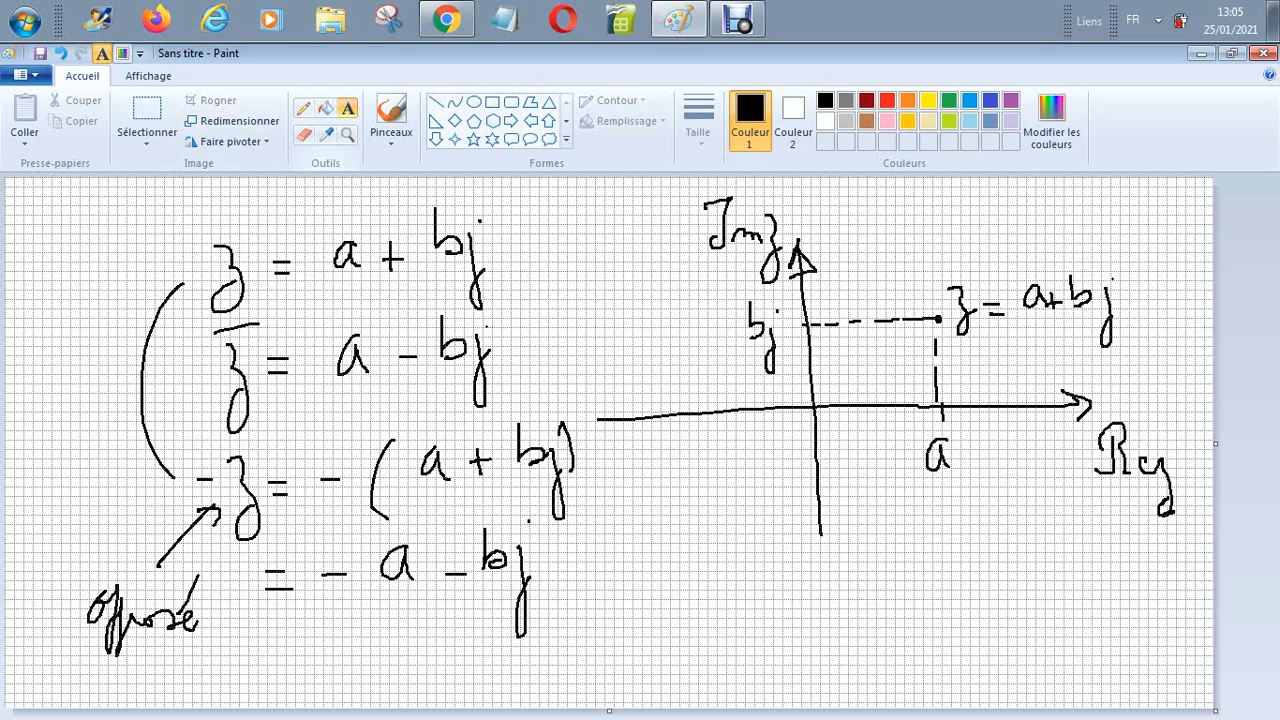 Liens FR 13:05
25/01/2021
Sans titre - Paint
Accueil Affichage
Coller
Couper
Copier
Presse-papiers
Sélectionner
Rogner
Redimensionner
Faire pivoter
Image
A
Outils
Pinceaux
Contour
Remplissage
Formes
Taille
Couleur 1
Couleur 2
Modifier les couleurs
Couleurs
z = a + bj
z̅ = a - bj
-z = - (a + bj)
= - a - bj
oposé
Imz
bj
z = a+bj
a
Rez